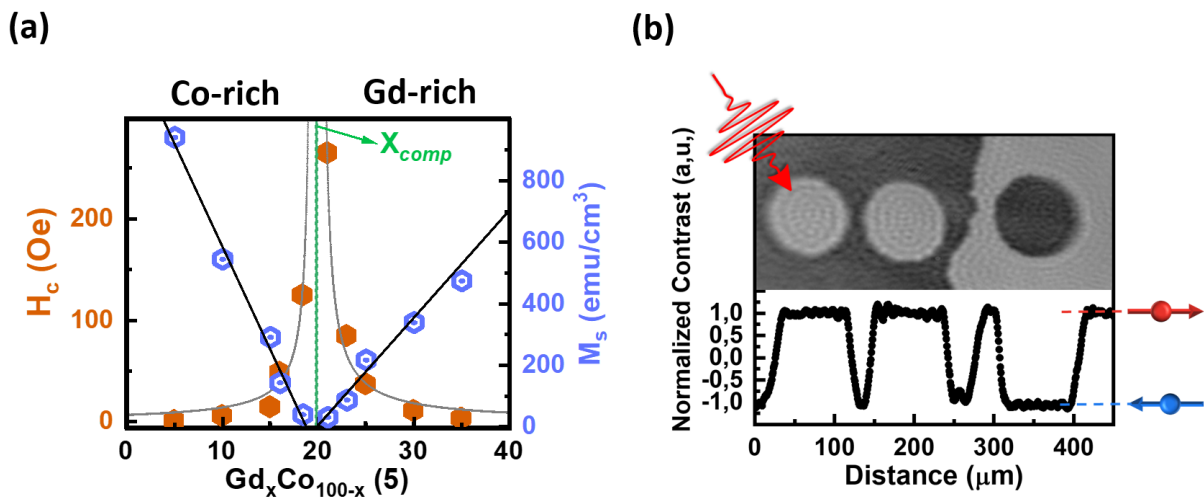 (a)
Co-rich
Gd-rich
X_comp
200
100
0
H_c (Oe)
800
600
400
200
0
M_s (emu/cm³)
0 10 20 30 40
Gd_xCo_100-x (5)
(b)
Normalized Contrast (a,u,)
1,0
0,5
0,0
-0,5
-1,0
0 100 200 300 400
Distance (μm)